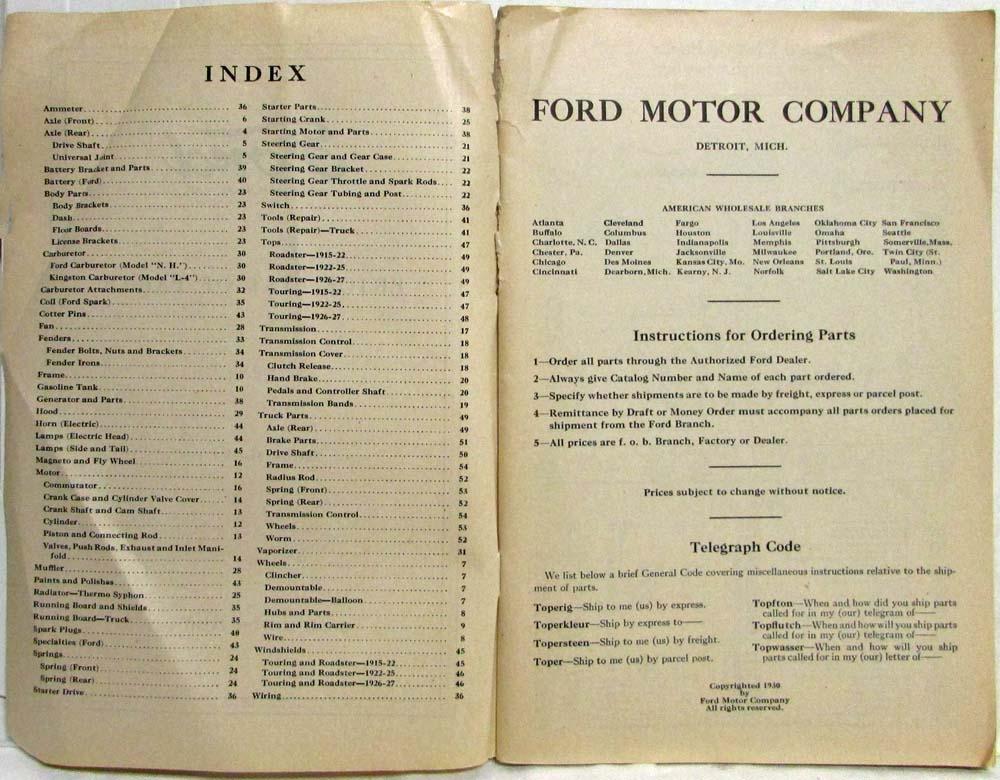 INDEX
Ammeter 36
Axle (Front) 6
Axle (Rear) 4
Drive Shaft 5
Universal Joint 5
Battery Bracket and Parts 39
Battery (Ford) 40
Body Parts 23
Body Brackets 23
Dash 23
Floor Boards 23
License Brackets 23
Carburetor 30
Ford Carburetor (Model "N. H.") 30
Kingston Carburetor (Model "L-4") 30
Carburetor Attachments 32
Coil (Ford Spark) 35
Cotter Pins 43
Fan 28
Fenders 33
Fender Bolts, Nuts and Brackets 34
Fender Irons 34
Frame 10
Gasoline Tank 10
Generator and Parts 38
Hood 29
Horn (Electric) 44
Lamps (Electric Head) 44
Lamps (Side and Tail) 45
Magneto and Fly Wheel 16
Motor 12
Commutator 16
Crank Case and Cylinder Valve Cover 14
Crank Shaft and Cam Shaft 13
Cylinder 12
Piston and Connecting Rod 13
Valves, Push Rods, Exhaust and Inlet Mani-
fold 14
Muffler 28
Paints and Polishes 43
Radiator—Thermo Syphon 25
Running Board and Shields 35
Running Board—Truck 35
Spark Plugs 40
Specialties (Ford) 43
Springs 24
Spring (Front) 24
Spring (Rear) 24
Starter Drive 36
Starter Parts 38
Starting Crank 25
Starting Motor and Parts 38
Steering Gear 21
Steering Gear and Gear Case 21
Steering Gear Bracket 22
Steering Gear Throttle and Spark Rods 22
Steering Gear Tubing and Post 22
Switch 36
Tools (Repair) 41
Tools (Repair)—Truck 41
Tops 47
Roadster—1915-22 49
Roadster—1922-25 49
Roadster—1926-27 49
Touring—1915-22 47
Touring—1922-25 47
Touring—1926-27 48
Transmission 17
Transmission Control 18
Transmission Cover 18
Clutch Release 18
Hand Brake 20
Pedals and Controller Shaft 20
Transmission Bands 19
Truck Parts 49
Axle (Rear) 49
Brake Parts 51
Drive Shaft 50
Frame 54
Radius Rod 52
Spring (Front) 53
Spring (Rear) 52
Transmission Control 54
Wheels 53
Worm 52
Vaporizer 31
Wheels 7
Clincher 7
Demountable 7
Demountable—Balloon 7
Hubs and Parts 8
Rim and Rim Carrier 9
Wire 8
Windshields 45
Touring and Roadster—1915-22 45
Touring and Roadster—1922-25 46
Touring and Roadster—1926-27 46
Wiring 36
FORD MOTOR COMPANY
DETROIT, MICH.
AMERICAN WHOLESALE BRANCHES
Atlanta Cleveland Fargo Los Angeles Oklahoma City San Francisco
Buffalo Columbus Houston Louisville Omaha Seattle
Charlotte, N. C. Dallas Indianapolis Memphis Pittsburgh Somerville, Mass.
Chester, Pa. Denver Jacksonville Milwaukee Portland, Ore. Twin City (St.
Chicago Des Moines Kansas City, Mo. New Orleans St. Louis Paul, Minn.)
Cincinnati Dearborn, Mich. Kearny, N. J. Norfolk Salt Lake City Washington
Instructions for Ordering Parts
1—Order all parts through the Authorized Ford Dealer.
2—Always give Catalog Number and Name of each part ordered.
3—Specify whether shipments are to be made by freight, express or parcel post.
4—Remittance by Draft or Money Order must accompany all parts orders placed for
shipment from the Ford Branch.
5—All prices are f. o. b. Branch, Factory or Dealer.
Prices subject to change without notice.
Telegraph Code
We list below a brief General Code covering miscellaneous instructions relative to the ship-
ment of parts.
Toperig—Ship to me (us) by express.
Toperkleur—Ship by express to——
Topersteen—Ship to me (us) by freight.
Toper—Ship to me (us) by parcel post.
Topfton—When and how did you ship parts
called for in my (our) telegram of——
Topflutch—When and how will you ship parts
called for in my (our) telegram of——
Topwasser—When and how will you ship
parts called for in my (our) letter of——
Copyrighted 1930
by
Ford Motor Company
All rights reserved.